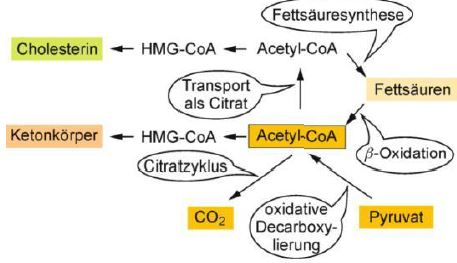 Fettsäuresynthese
Cholesterin
HMG-CoA
Acetyl-CoA
Transport
als Citrat
Fettsäuren
Ketonkörper
HMG-CoA
Acetyl-CoA
β-Oxidation
Citratzyklus
CO₂
oxidative
Decarboxy-
lierung
Pyruvat